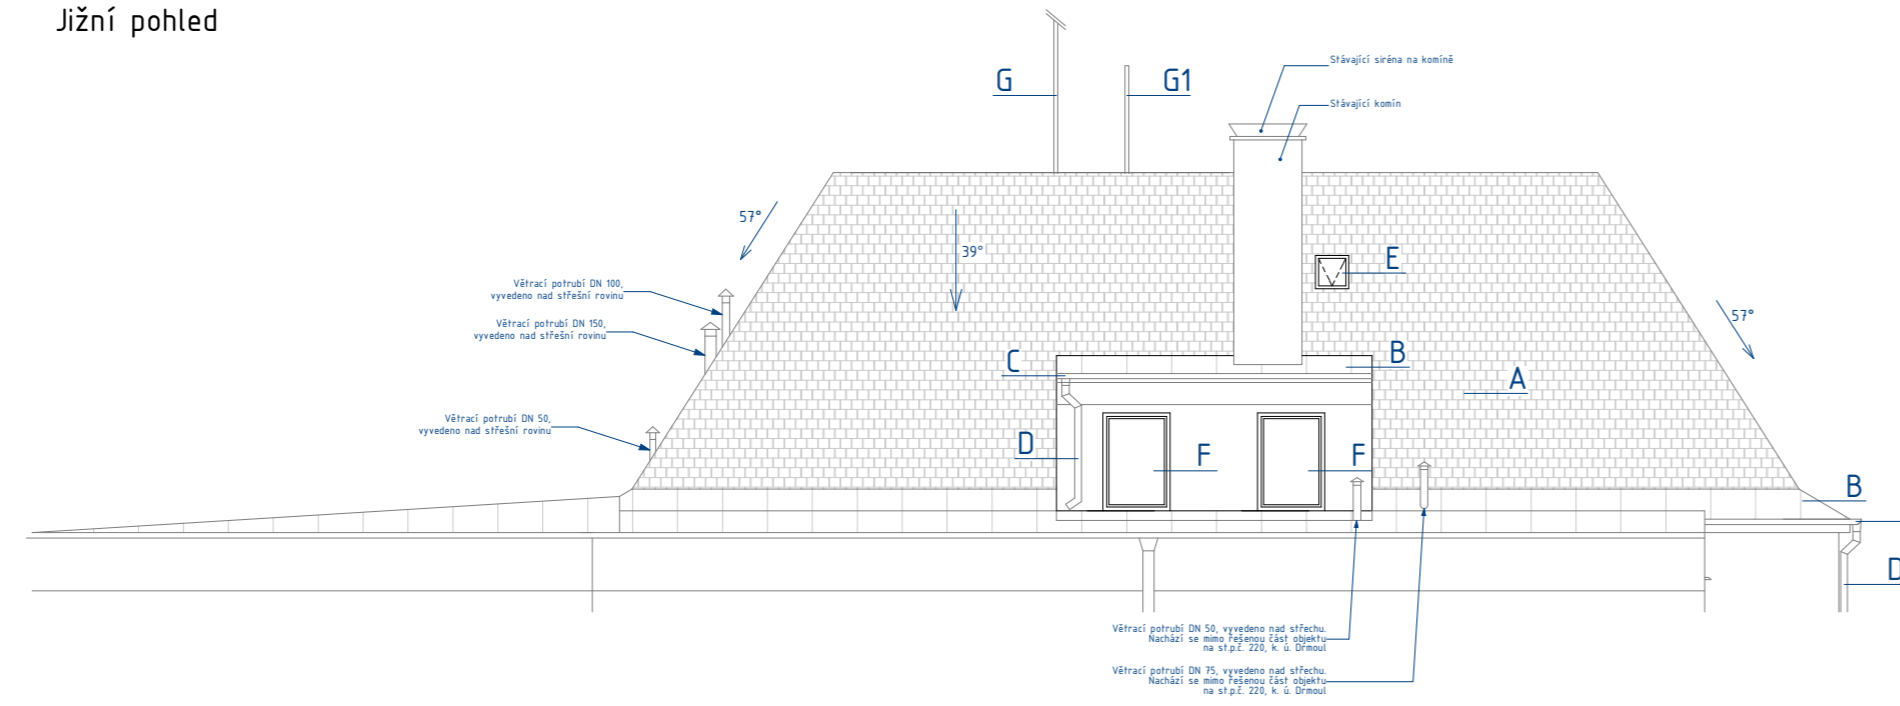 Jižní pohled
Stávající siréna na komíně
G
G1
Stávající komín
57°
39°
E
Větrací potrubí DN 100,
vyvedeno nad střešní rovinu
57°
Větrací potrubí DN 150,
vyvedeno nad střešní rovinu
C
B
A
Větrací potrubí DN 50,
vyvedeno nad střešní rovinu
D
F
F
B
D
Větrací potrubí DN 50, vyvedeno nad střechu.
Nachází se mimo řešenou část objektu
na st.p.č. 220, k. ú. Drmoul
Větrací potrubí DN 75, vyvedeno nad střechu.
Nachází se mimo řešenou část objektu
na st.p.č. 220, k. ú. Drmoul